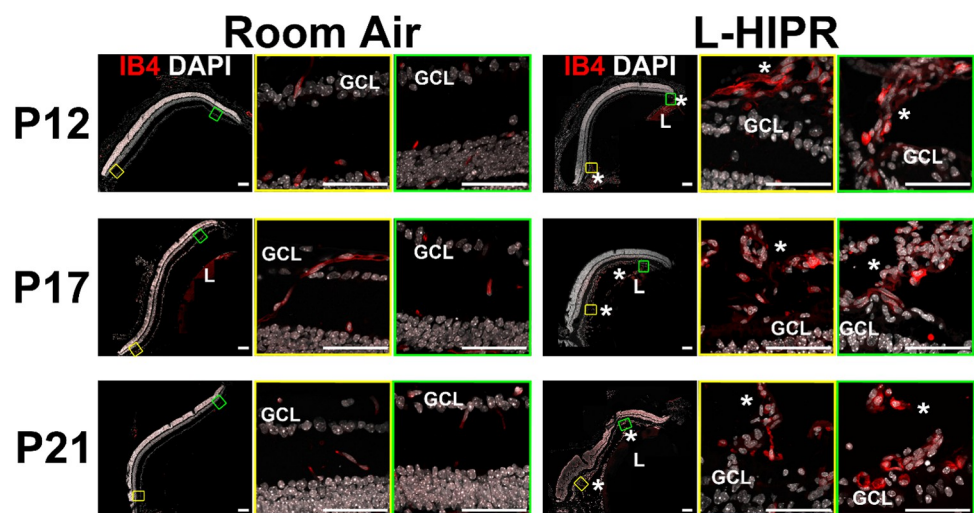 Room Air L-HIPR
P12
IB4 DAPI GCL GCL IB4 DAPI * L * * GCL * GCL
P17
L GCL GCL * L * * GCL * GCL
P21
GCL GCL * L * * GCL * GCL